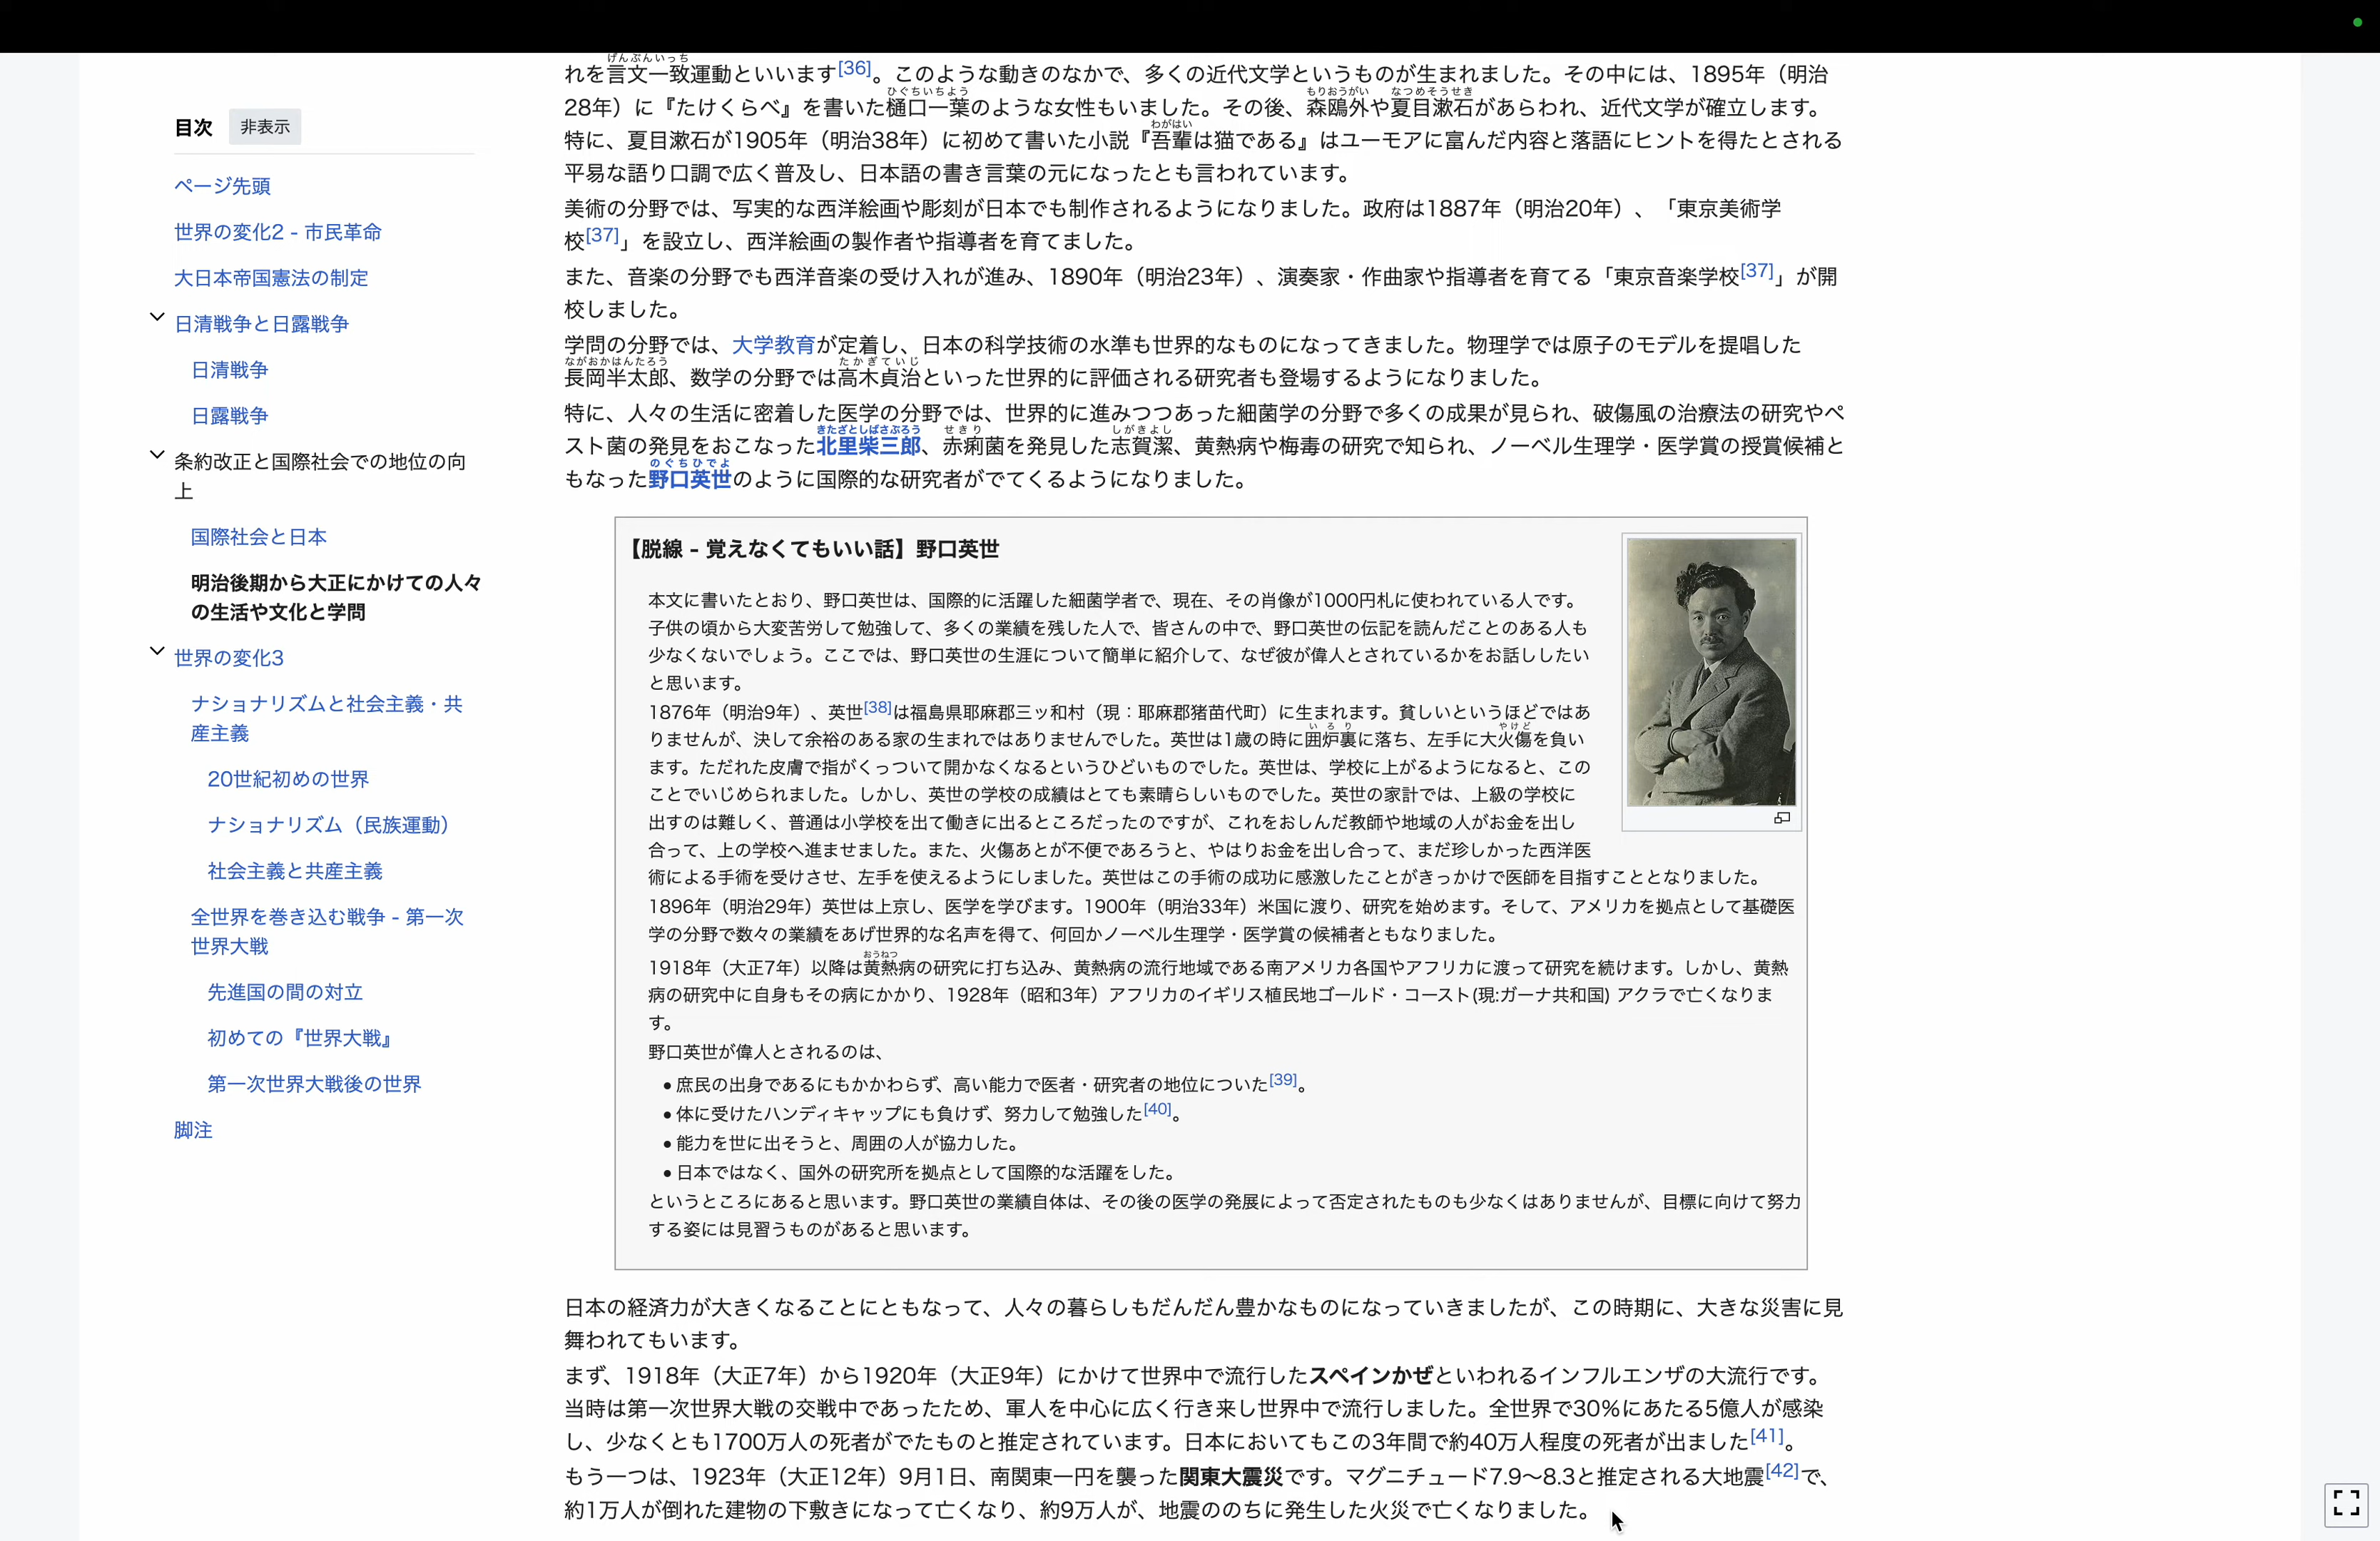 目次 非表示
ページ先頭
世界の変化2 - 市民革命
大日本帝国憲法の制定
日清戦争と日露戦争
日清戦争
日露戦争
条約改正と国際社会での地位の向
上
国際社会と日本
明治後期から大正にかけての人々
の生活や文化と学問
世界の変化3
ナショナリズムと社会主義・共
産主義
20世紀初めの世界
ナショナリズム（民族運動）
社会主義と共産主義
全世界を巻き込む戦争 - 第一次
世界大戦
先進国の間の対立
初めての『世界大戦』
第一次世界大戦後の世界
脚注
げんぶんいっち
れを言文一致運動といいます[36]。このような動きのなかで、多くの近代文学というものが生まれました。その中には、1895年（明治
ひぐちいちよう もりおうがい なつめそうせき
28年）に『たけくらべ』を書いた樋口一葉のような女性もいました。その後、森鴎外や夏目漱石があらわれ、近代文学が確立します。
わがはい
特に、夏目漱石が1905年（明治38年）に初めて書いた小説『吾輩は猫である』はユーモアに富んだ内容と落語にヒントを得たとされる
平易な語り口調で広く普及し、日本語の書き言葉の元になったとも言われています。
美術の分野では、写実的な西洋絵画や彫刻が日本でも制作されるようになりました。政府は1887年（明治20年）、「東京美術学
校[37]」を設立し、西洋絵画の製作者や指導者を育てました。
また、音楽の分野でも西洋音楽の受け入れが進み、1890年（明治23年）、演奏家・作曲家や指導者を育てる「東京音楽学校[37]」が開
校しました。
学問の分野では、大学教育が定着し、日本の科学技術の水準も世界的なものになってきました。物理学では原子のモデルを提唱した
ながおかはんたろう たかぎていじ
長岡半太郎、数学の分野では高木貞治といった世界的に評価される研究者も登場するようになりました。
特に、人々の生活に密着した医学の分野では、世界的に進みつつあった細菌学の分野で多くの成果が見られ、破傷風の治療法の研究やペ
きたざとしばさぶろう せきり しがきよし
スト菌の発見をおこなった北里柴三郎、赤痢菌を発見した志賀潔、黄熱病や梅毒の研究で知られ、ノーベル生理学・医学賞の授賞候補と
のぐちひでよ
もなった野口英世のように国際的な研究者がでてくるようになりました。
【脱線 - 覚えなくてもいい話】野口英世
本文に書いたとおり、野口英世は、国際的に活躍した細菌学者で、現在、その肖像が1000円札に使われている人です。
子供の頃から大変苦労して勉強して、多くの業績を残した人で、皆さんの中で、野口英世の伝記を読んだことのある人も
少なくないでしょう。ここでは、野口英世の生涯について簡単に紹介して、なぜ彼が偉人とされているかをお話ししたい
と思います。
1876年（明治9年）、英世[38]は福島県耶麻郡三ッ和村（現：耶麻郡猪苗代町）に生まれます。貧しいというほどではあ
いろり やけど
りませんが、決して余裕のある家の生まれではありませんでした。英世は1歳の時に囲炉裏に落ち、左手に大火傷を負い
ます。ただれた皮膚で指がくっついて開かなくなるというひどいものでした。英世は、学校に上がるようになると、この
ことでいじめられました。しかし、英世の学校の成績はとても素晴らしいものでした。英世の家計では、上級の学校に
出すのは難しく、普通は小学校を出て働きに出るところだったのですが、これをおしんだ教師や地域の人がお金を出し
合って、上の学校へ進ませました。また、火傷あとが不便であろうと、やはりお金を出し合って、まだ珍しかった西洋医
術による手術を受けさせ、左手を使えるようにしました。英世はこの手術の成功に感激したことがきっかけで医師を目指すこととなりました。
1896年（明治29年）英世は上京し、医学を学びます。1900年（明治33年）米国に渡り、研究を始めます。そして、アメリカを拠点として基礎医
学の分野で数々の業績をあげ世界的な名声を得て、何回かノーベル生理学・医学賞の候補者ともなりました。
おうねつ
1918年（大正7年）以降は黄熱病の研究に打ち込み、黄熱病の流行地域である南アメリカ各国やアフリカに渡って研究を続けます。しかし、黄熱
病の研究中に自身もその病にかかり、1928年（昭和3年）アフリカのイギリス植民地ゴールド・コースト(現:ガーナ共和国) アクラで亡くなりま
す。
野口英世が偉人とされるのは、
• 庶民の出身であるにもかかわらず、高い能力で医者・研究者の地位についた[39]。
• 体に受けたハンディキャップにも負けず、努力して勉強した[40]。
• 能力を世に出そうと、周囲の人が協力した。
• 日本ではなく、国外の研究所を拠点として国際的な活躍をした。
というところにあると思います。野口英世の業績自体は、その後の医学の発展によって否定されたものも少なくはありませんが、目標に向けて努力
する姿には見習うものがあると思います。
日本の経済力が大きくなることにともなって、人々の暮らしもだんだん豊かなものになっていきましたが、この時期に、大きな災害に見
舞われてもいます。
まず、1918年（大正7年）から1920年（大正9年）にかけて世界中で流行したスペインかぜといわれるインフルエンザの大流行です。
当時は第一次世界大戦の交戦中であったため、軍人を中心に広く行き来し世界中で流行しました。全世界で30%にあたる5億人が感染
し、少なくとも1700万人の死者がでたものと推定されています。日本においてもこの3年間で約40万人程度の死者が出ました[41]。
もう一つは、1923年（大正12年）9月1日、南関東一円を襲った関東大震災です。マグニチュード7.9〜8.3と推定される大地震[42]で、
約1万人が倒れた建物の下敷きになって亡くなり、約9万人が、地震ののちに発生した火災で亡くなりました。